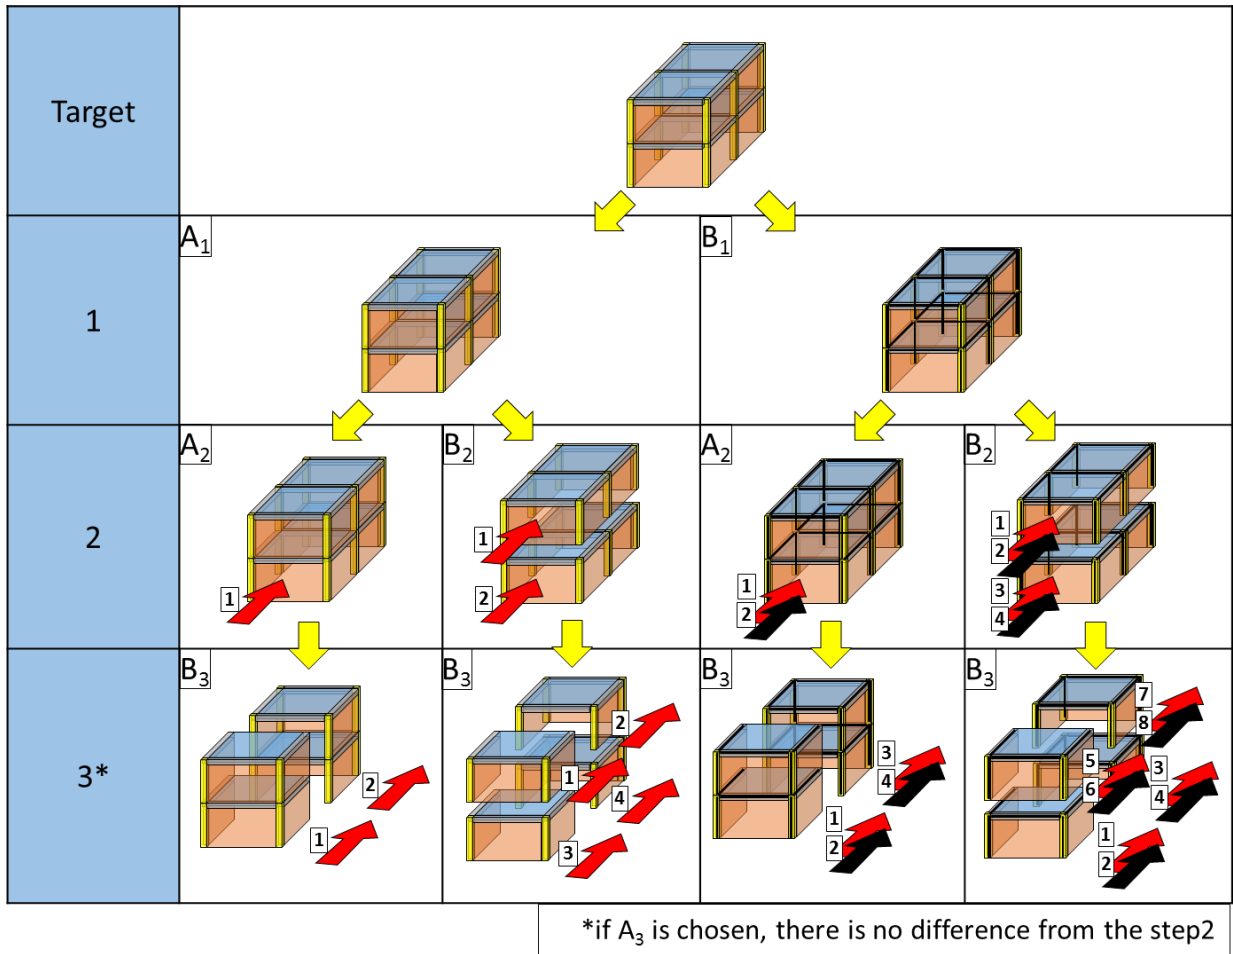 Target
A₁
B₁
1
A₂
B₂
A₂
B₂
2
1
1
2
1
2
1
2
3
4
B₃
B₃
B₃
B₃
3*
2
1
2
1
4
3
3
4
1
2
7
8
5
6
3
4
1
2
*if A₃ is chosen, there is no difference from the step2